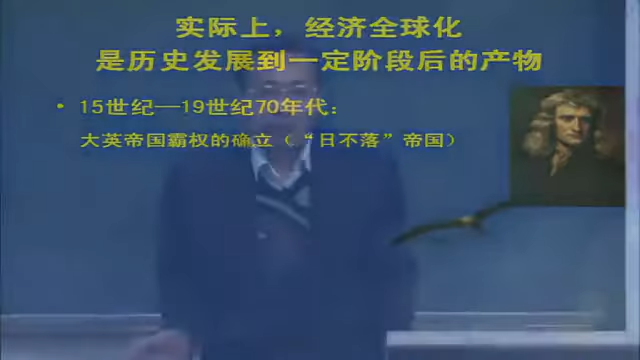 实际上，经济全球化
是历史发展到一定阶段后的产物
• 15世纪—19世纪70年代：
大英帝国霸权的确立（“日不落”帝国）